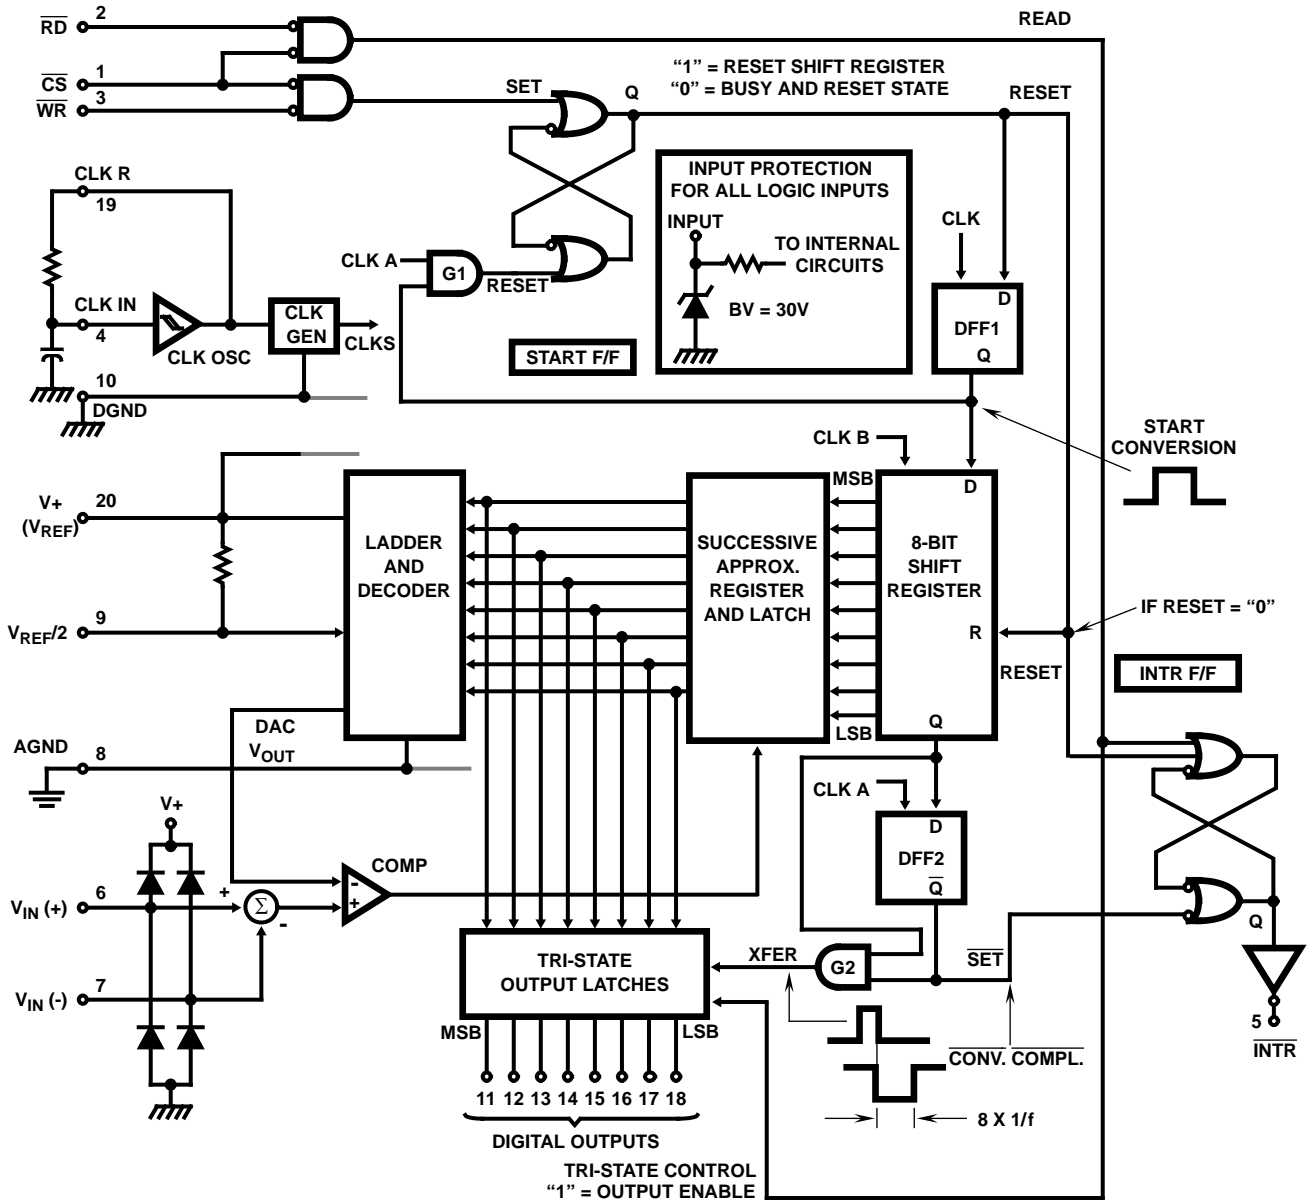 RD
2
READ
CS
1
WR
3
"1" = RESET SHIFT REGISTER
"0" = BUSY AND RESET STATE
SET
Q
RESET
CLK R
19
INPUT PROTECTION
FOR ALL LOGIC INPUTS
INPUT
TO INTERNAL
CIRCUITS
BV = 30V
CLK
CLK A
G1
RESET
D
DFF1
Q
CLK IN
4
CLK OSC
CLK
GEN
CLKS
START F/F
10
DGND
START
CONVERSION
CLK B
V+
(VREF)
20
LADDER
AND
DECODER
SUCCESSIVE
APPROX.
REGISTER
AND LATCH
MSB
LSB
D
8-BIT
SHIFT
REGISTER
R
Q
IF RESET = "0"
RESET
INTR F/F
VREF/2
9
DAC
VOUT
AGND
8
CLK A
D
DFF2
Q
V+
COMP
-
+
VIN (+)
6
+
Σ
-
VIN (-)
7
Q
XFER
G2
SET
TRI-STATE
OUTPUT LATCHES
MSB
LSB
5
INTR
CONV. COMPL.
11 12 13 14 15 16 17 18
8 X 1/f
DIGITAL OUTPUTS
TRI-STATE CONTROL
"1" = OUTPUT ENABLE